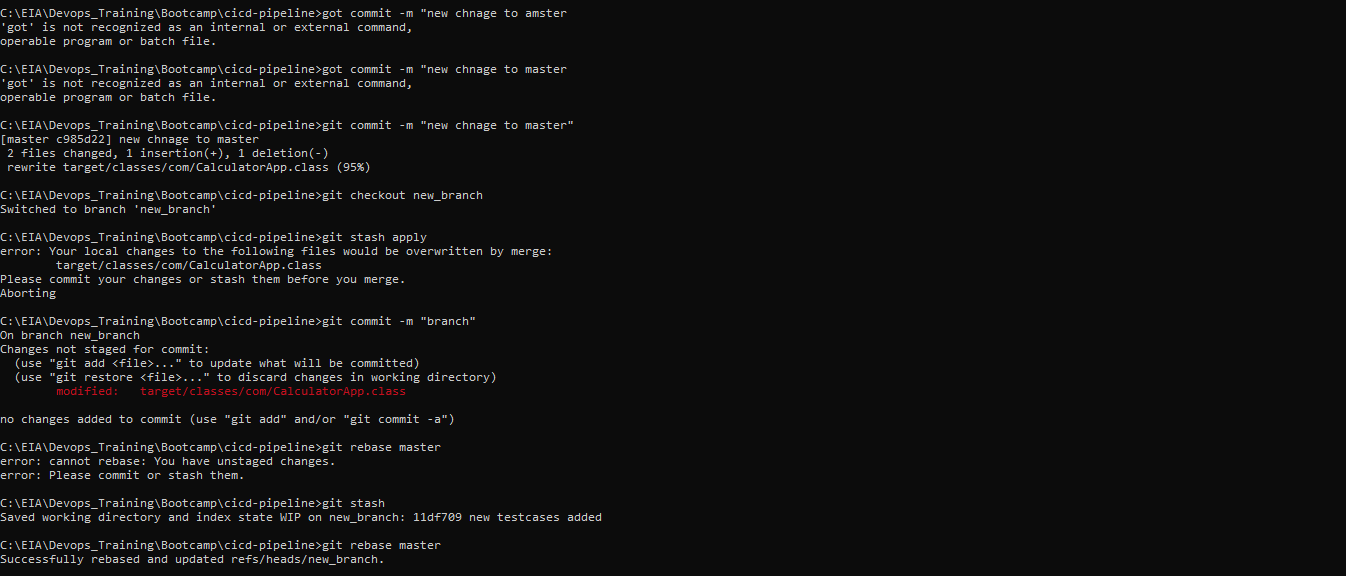 C:\EIA\Devops_Training\Bootcamp\cicd-pipeline>got commit -m "new chnage to amster
'got' is not recognized as an internal or external command,
operable program or batch file.
C:\EIA\Devops_Training\Bootcamp\cicd-pipeline>got commit -m "new chnage to master
'got' is not recognized as an internal or external command,
operable program or batch file.
C:\EIA\Devops_Training\Bootcamp\cicd-pipeline>git commit -m "new chnage to master"
[master c985d22] new chnage to master
 2 files changed, 1 insertion(+), 1 deletion(-)
 rewrite target/classes/com/CalculatorApp.class (95%)
C:\EIA\Devops_Training\Bootcamp\cicd-pipeline>git checkout new_branch
Switched to branch 'new_branch'
C:\EIA\Devops_Training\Bootcamp\cicd-pipeline>git stash apply
error: Your local changes to the following files would be overwritten by merge:
        target/classes/com/CalculatorApp.class
Please commit your changes or stash them before you merge.
Aborting
C:\EIA\Devops_Training\Bootcamp\cicd-pipeline>git commit -m "branch"
On branch new_branch
Changes not staged for commit:
  (use "git add <file>..." to update what will be committed)
  (use "git restore <file>..." to discard changes in working directory)
        modified:   target/classes/com/CalculatorApp.class
no changes added to commit (use "git add" and/or "git commit -a")
C:\EIA\Devops_Training\Bootcamp\cicd-pipeline>git rebase master
error: cannot rebase: You have unstaged changes.
error: Please commit or stash them.
C:\EIA\Devops_Training\Bootcamp\cicd-pipeline>git stash
Saved working directory and index state WIP on new_branch: 11df709 new testcases added
C:\EIA\Devops_Training\Bootcamp\cicd-pipeline>git rebase master
Successfully rebased and updated refs/heads/new_branch.